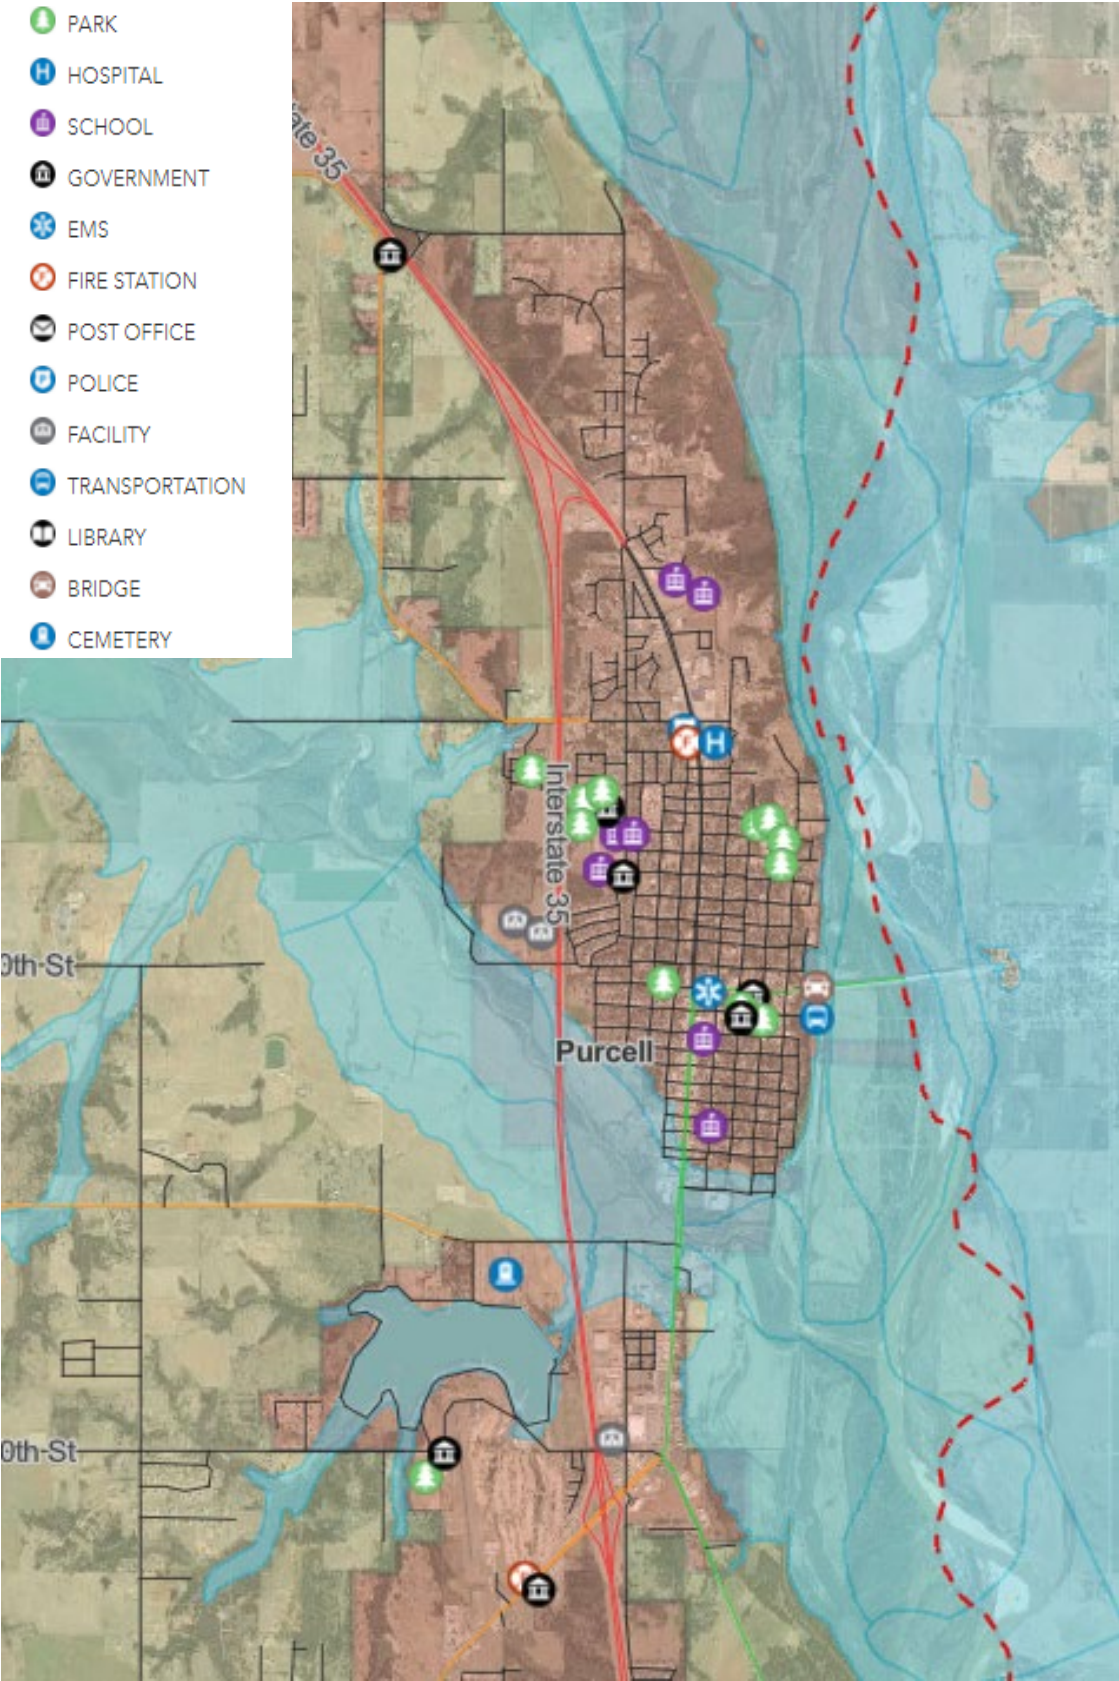 PARK
HOSPITAL
SCHOOL
GOVERNMENT
EMS
FIRE STATION
POST OFFICE
POLICE
FACILITY
TRANSPORTATION
LIBRARY
BRIDGE
CEMETERY
ate 35
Interstate 35
0th St
Purcell
0th St